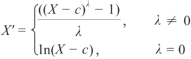 X′ = { ((X − c)^λ − 1) / λ, λ ≠ 0
ln(X − c), λ = 0